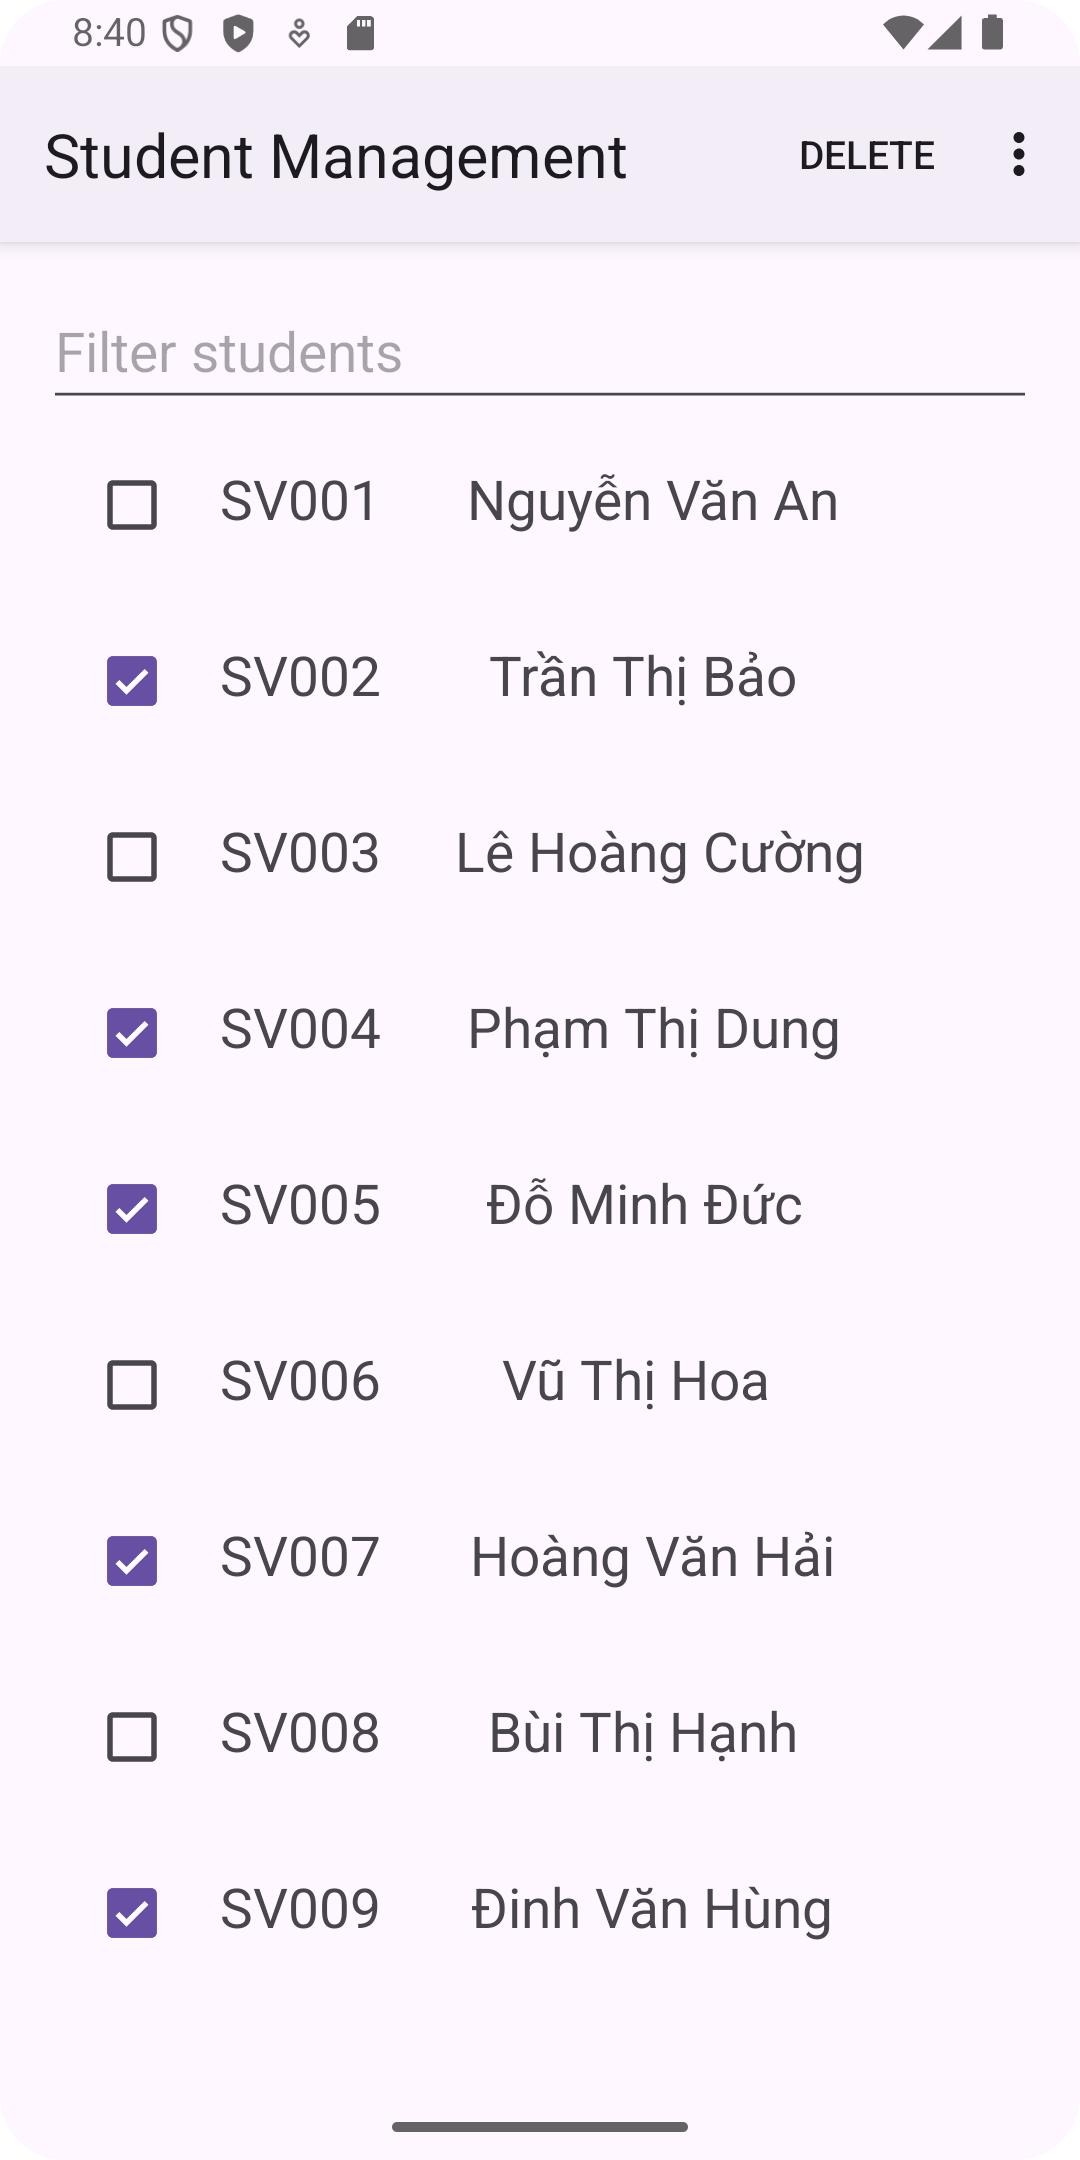 8:40
Student Management DELETE
Filter students
SV001 Nguyễn Văn An
SV002 Trần Thị Bảo
SV003 Lê Hoàng Cường
SV004 Phạm Thị Dung
SV005 Đỗ Minh Đức
SV006 Vũ Thị Hoa
SV007 Hoàng Văn Hải
SV008 Bùi Thị Hạnh
SV009 Đinh Văn Hùng